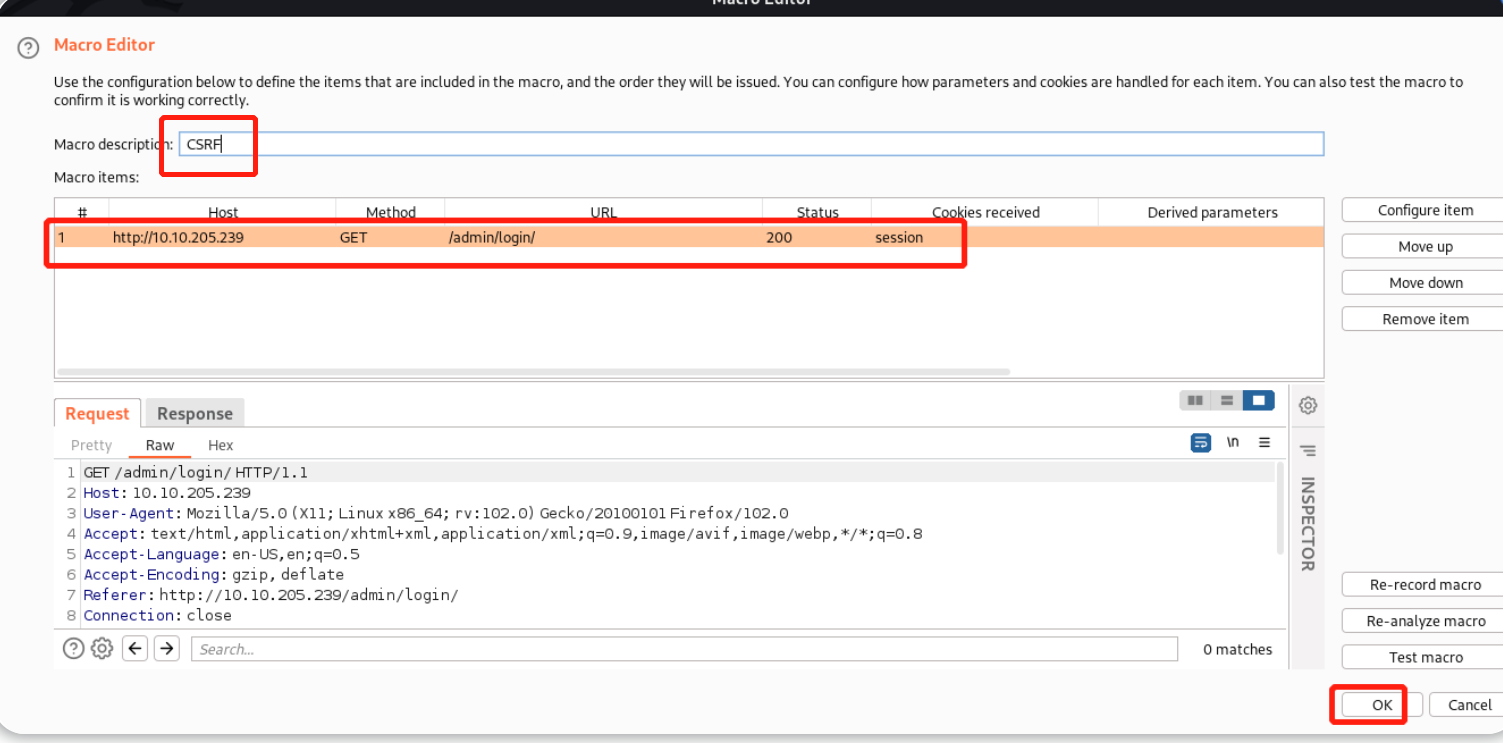 Macro Editor
Macro Editor
Use the configuration below to define the items that are included in the macro, and the order they will be issued. You can configure how parameters and cookies are handled for each item. You can also test the macro to
confirm it is working correctly.
Macro description: CSRF
Macro items:
# Host Method URL Status Cookies received Derived parameters
1 http://10.10.205.239 GET /admin/login/ 200 session
Configure item
Move up
Move down
Remove item
Request Response
Pretty Raw Hex
\n
1 GET /admin/login/ HTTP/1.1
2 Host: 10.10.205.239
3 User-Agent: Mozilla/5.0 (X11; Linux x86_64; rv:102.0) Gecko/20100101 Firefox/102.0
4 Accept: text/html,application/xhtml+xml,application/xml;q=0.9,image/avif,image/webp,*/*;q=0.8
5 Accept-Language: en-US,en;q=0.5
6 Accept-Encoding: gzip, deflate
7 Referer: http://10.10.205.239/admin/login/
8 Connection: close
INSPECTOR
Search...
0 matches
Re-record macro
Re-analyze macro
Test macro
OK Cancel